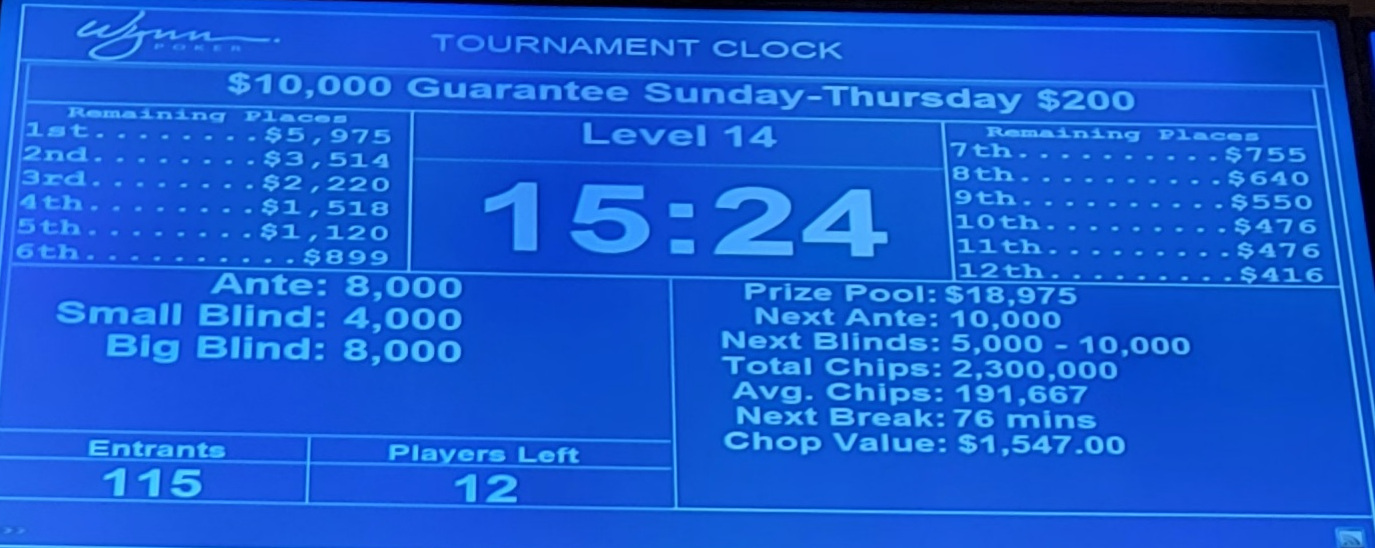 Wynn
POKER
TOURNAMENT CLOCK
$10,000 Guarantee Sunday-Thursday $200
Remaining Places
1st.........$5,975
2nd.........$3,514
3rd.........$2,220
4th.........$1,518
5th.........$1,120
6th...........$899
Level 14
15:24
Remaining Places
7th...........$755
8th...........$640
9th...........$550
10th..........$476
11th..........$476
12th..........$416
Ante: 8,000
Small Blind: 4,000
Big Blind: 8,000
Prize Pool: $18,975
Next Ante: 10,000
Next Blinds: 5,000 - 10,000
Total Chips: 2,300,000
Avg. Chips: 191,667
Next Break: 76 mins
Chop Value: $1,547.00
Entrants
115
Players Left
12
>>